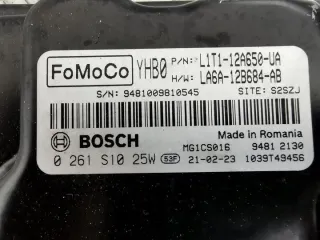 FoMoCo YHB0 P/N: L1T1-12A650-UA
H/W: LA6A-12B684-AB
S/N: 9481009810545 SITE: S2SZJ
BOSCH Made in Romania
MG1CS016 9481 2130
0 261 S10 25W 53F 21-02-23 1039T49456